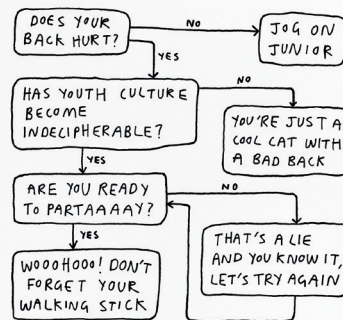 DOES YOUR
BACK HURT?
NO
JOG ON
JUNIOR
YES
HAS YOUTH CULTURE
BECOME
INDECIPHERABLE?
NO
YOU'RE JUST A
COOL CAT WITH
A BAD BACK
YES
ARE YOU READY
TO PARTAAAAY?
NO
THAT'S A LIE
AND YOU KNOW IT,
LET'S TRY AGAIN
YES
WOOOHOOO! DON'T
FORGET YOUR
WALKING STICK